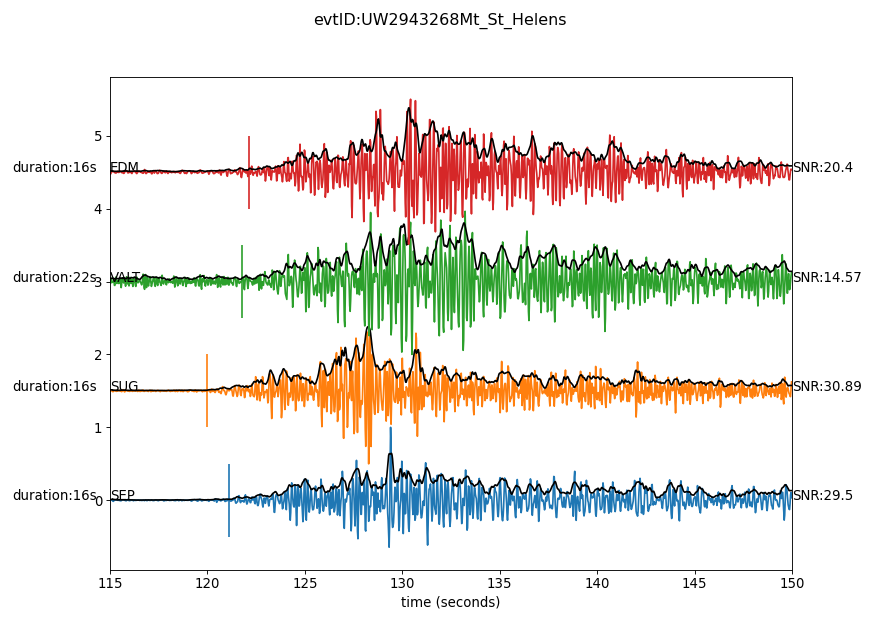 evtID:UW2943268Mt_St_Helens
5
duration:16s EDM SNR:20.4
4
duration:22s VALT SNR:14.57
3
2
duration:16s SUG SNR:30.89
1
duration:16s SEP SNR:29.5
0
115 120 125 130 135 140 145 150
time (seconds)